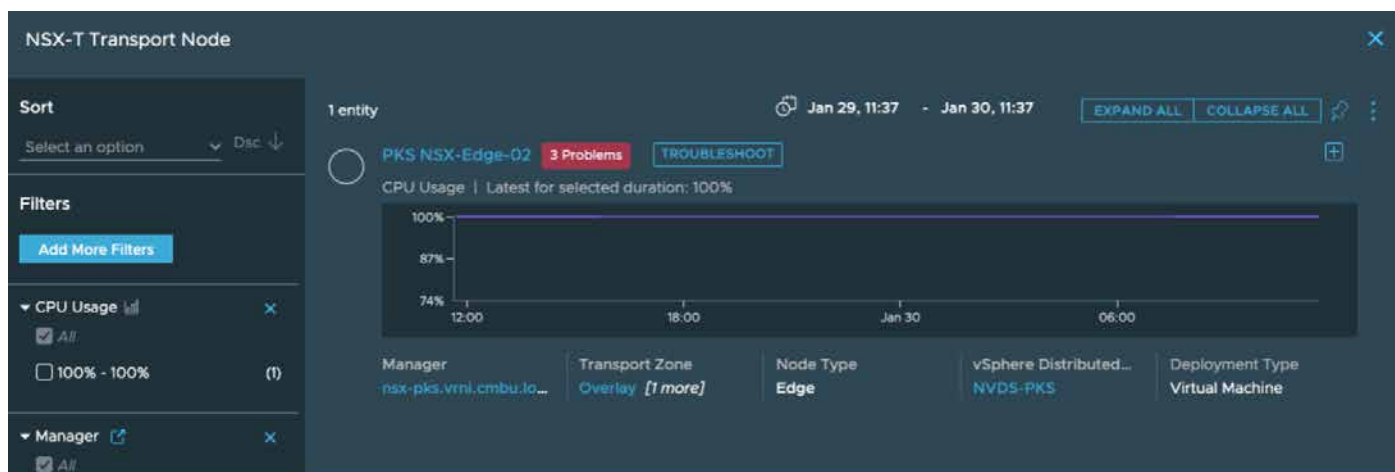 NSX-T Transport Node
Sort
Select an option Dsc
Filters
Add More Filters
CPU Usage
All
100% - 100% (1)
Manager
All
1 entity Jan 29, 11:37 - Jan 30, 11:37 EXPAND ALL COLLAPSE ALL
PKS NSX-Edge-02 3 Problems TROUBLESHOOT
CPU Usage | Latest for selected duration: 100%
100%
87%
74%
12:00 18:00 Jan 30 06:00
Manager Transport Zone Node Type vSphere Distributed... Deployment Type
nsx-pks.vrni.cmbu.lo... Overlay [1 more] Edge NVDS-PKS Virtual Machine